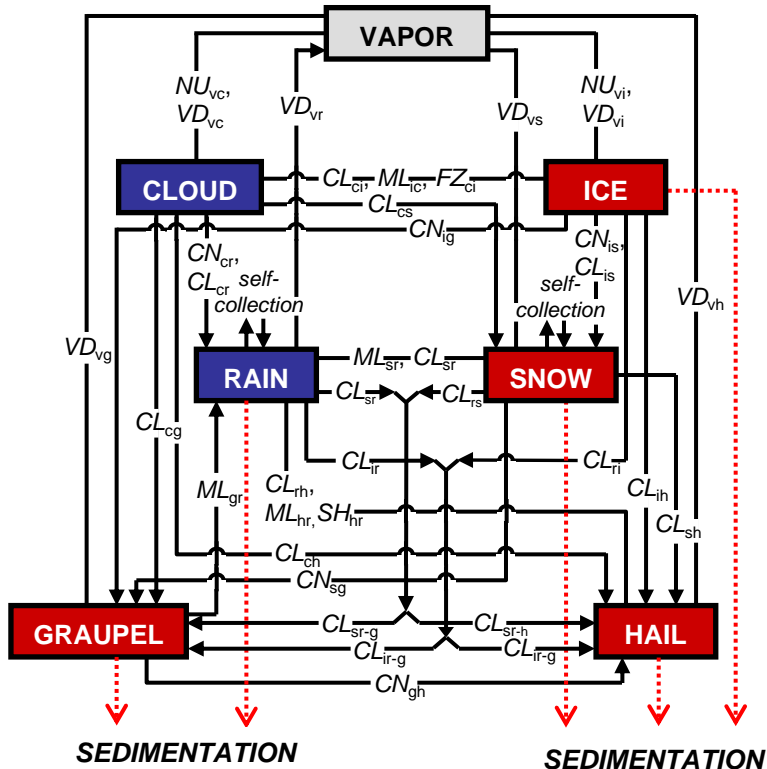 VAPOR
NUvc,
VDvc
VDvr
VDvs
NUvi,
VDvi
CLOUD
CLci, MLic, FZci
ICE
CLcs
CNig
CNcr,
CLcr
self-
collection
CNis,
CLis
self-
collection
VDvg
VDvh
RAIN
MLsr, CLsr
SNOW
CLsr
CLrs
CLcg
CLir
CLri
MLgr
CLrh,
MLhr, SHhr
CLih
CLsh
CLch
CNsg
GRAUPEL
CLsr-g
CLsr-h
HAIL
CLir-g
CLir-g
CNgh
SEDIMENTATION
SEDIMENTATION